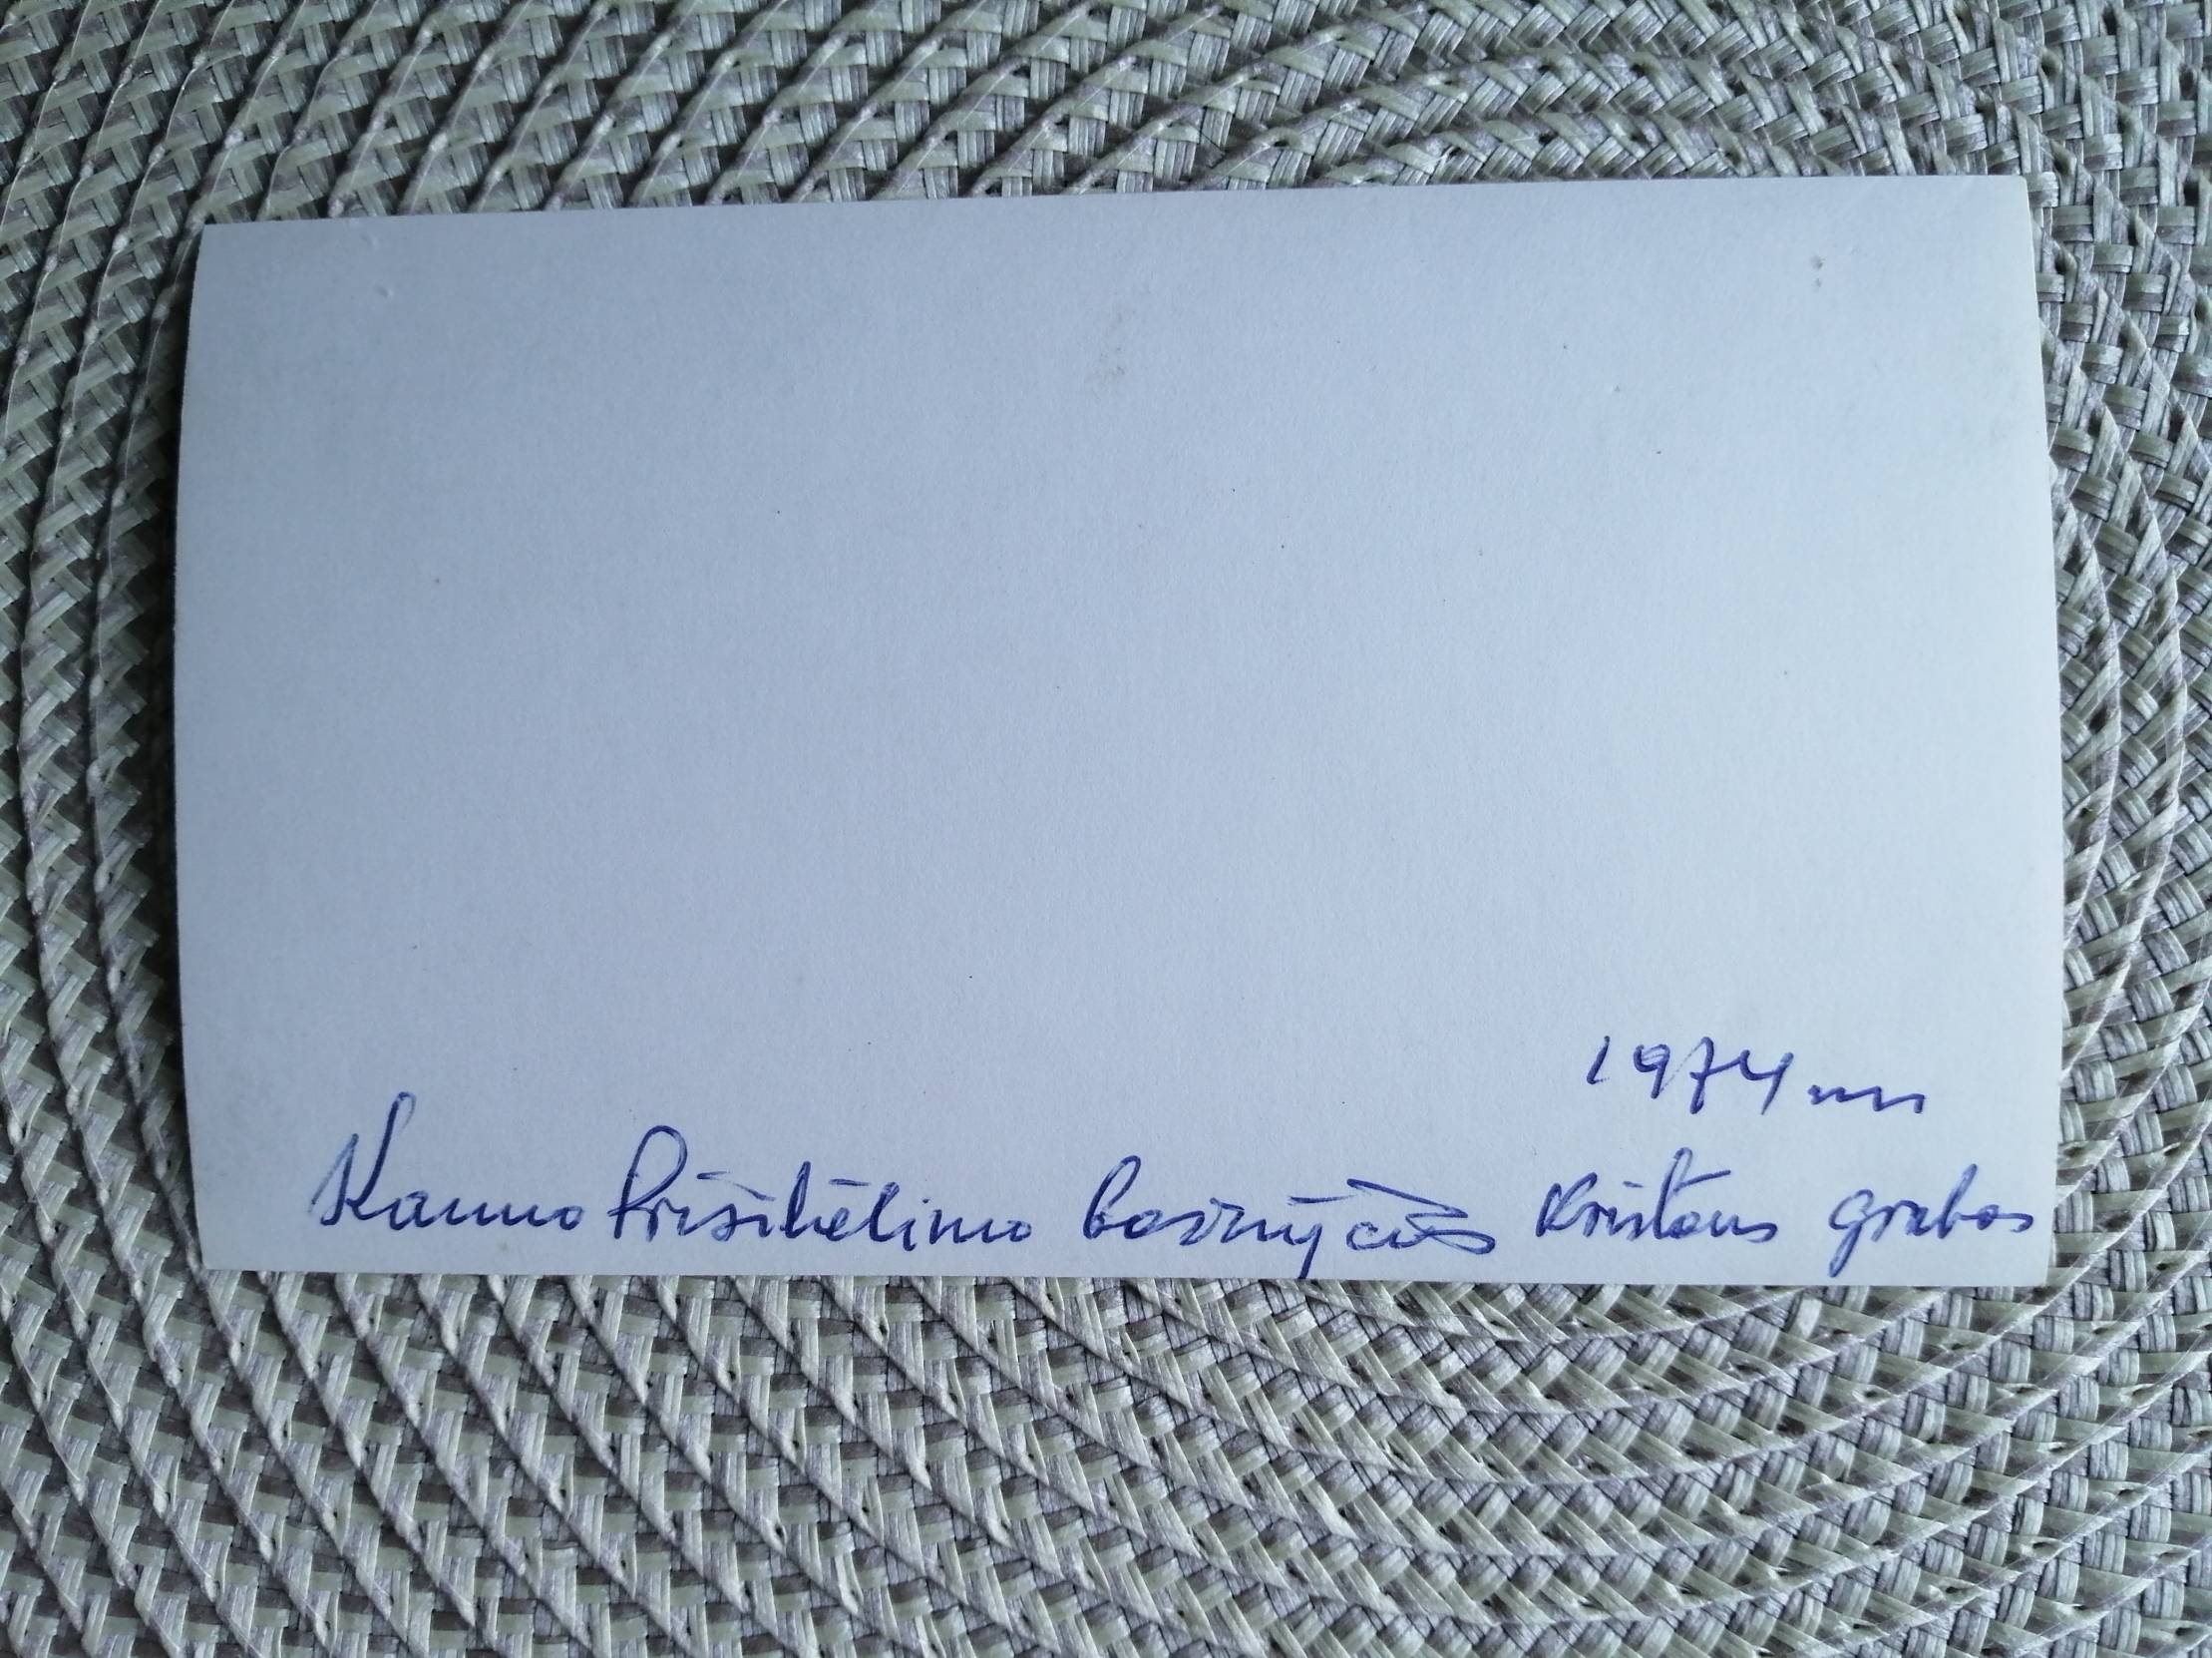 1974 m
Kauno Prisikėlimo bažnyčios Kristaus grabas